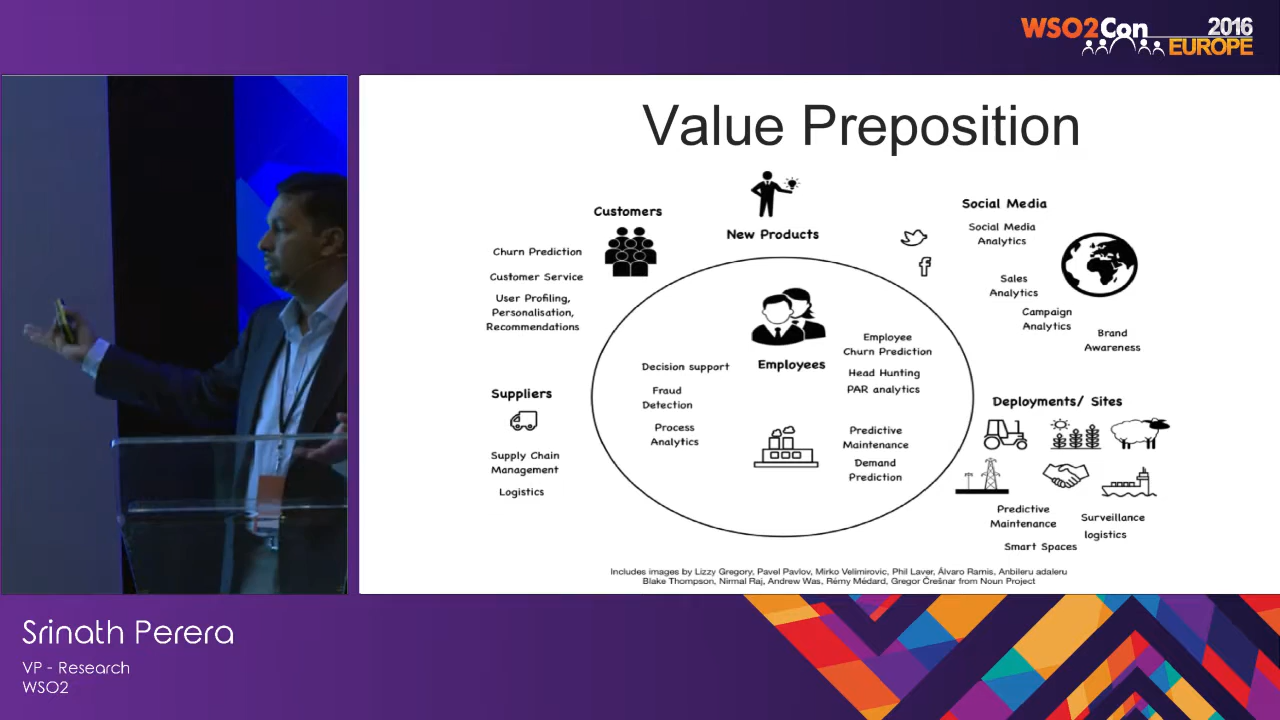 WSO2Con 2016
EUROPE
Value Preposition
Customers
Churn Prediction
Customer Service
User Profiling,
Personalisation,
Recommendations
New Products
Social Media
Social Media
Analytics
Sales
Analytics
Campaign
Analytics
Brand
Awareness
Employees
Decision support
Fraud
Detection
Process
Analytics
Employee
Churn Prediction
Head Hunting
PAR analytics
Predictive
Maintenance
Demand
Prediction
Suppliers
Supply Chain
Management
Logistics
Deployments/ Sites
Predictive
Maintenance
Surveillance
logistics
Smart Spaces
Includes images by Lizzy Gregory, Pavel Pavlov, Mirko Velimirovic, Phil Laver, Álvaro Ramis, Anbileru adaleru
Blake Thompson, Nirmal Raj, Andrew Was, Rémy Médard, Gregor Črešnar from Noun Project
Srinath Perera
VP - Research
WSO2